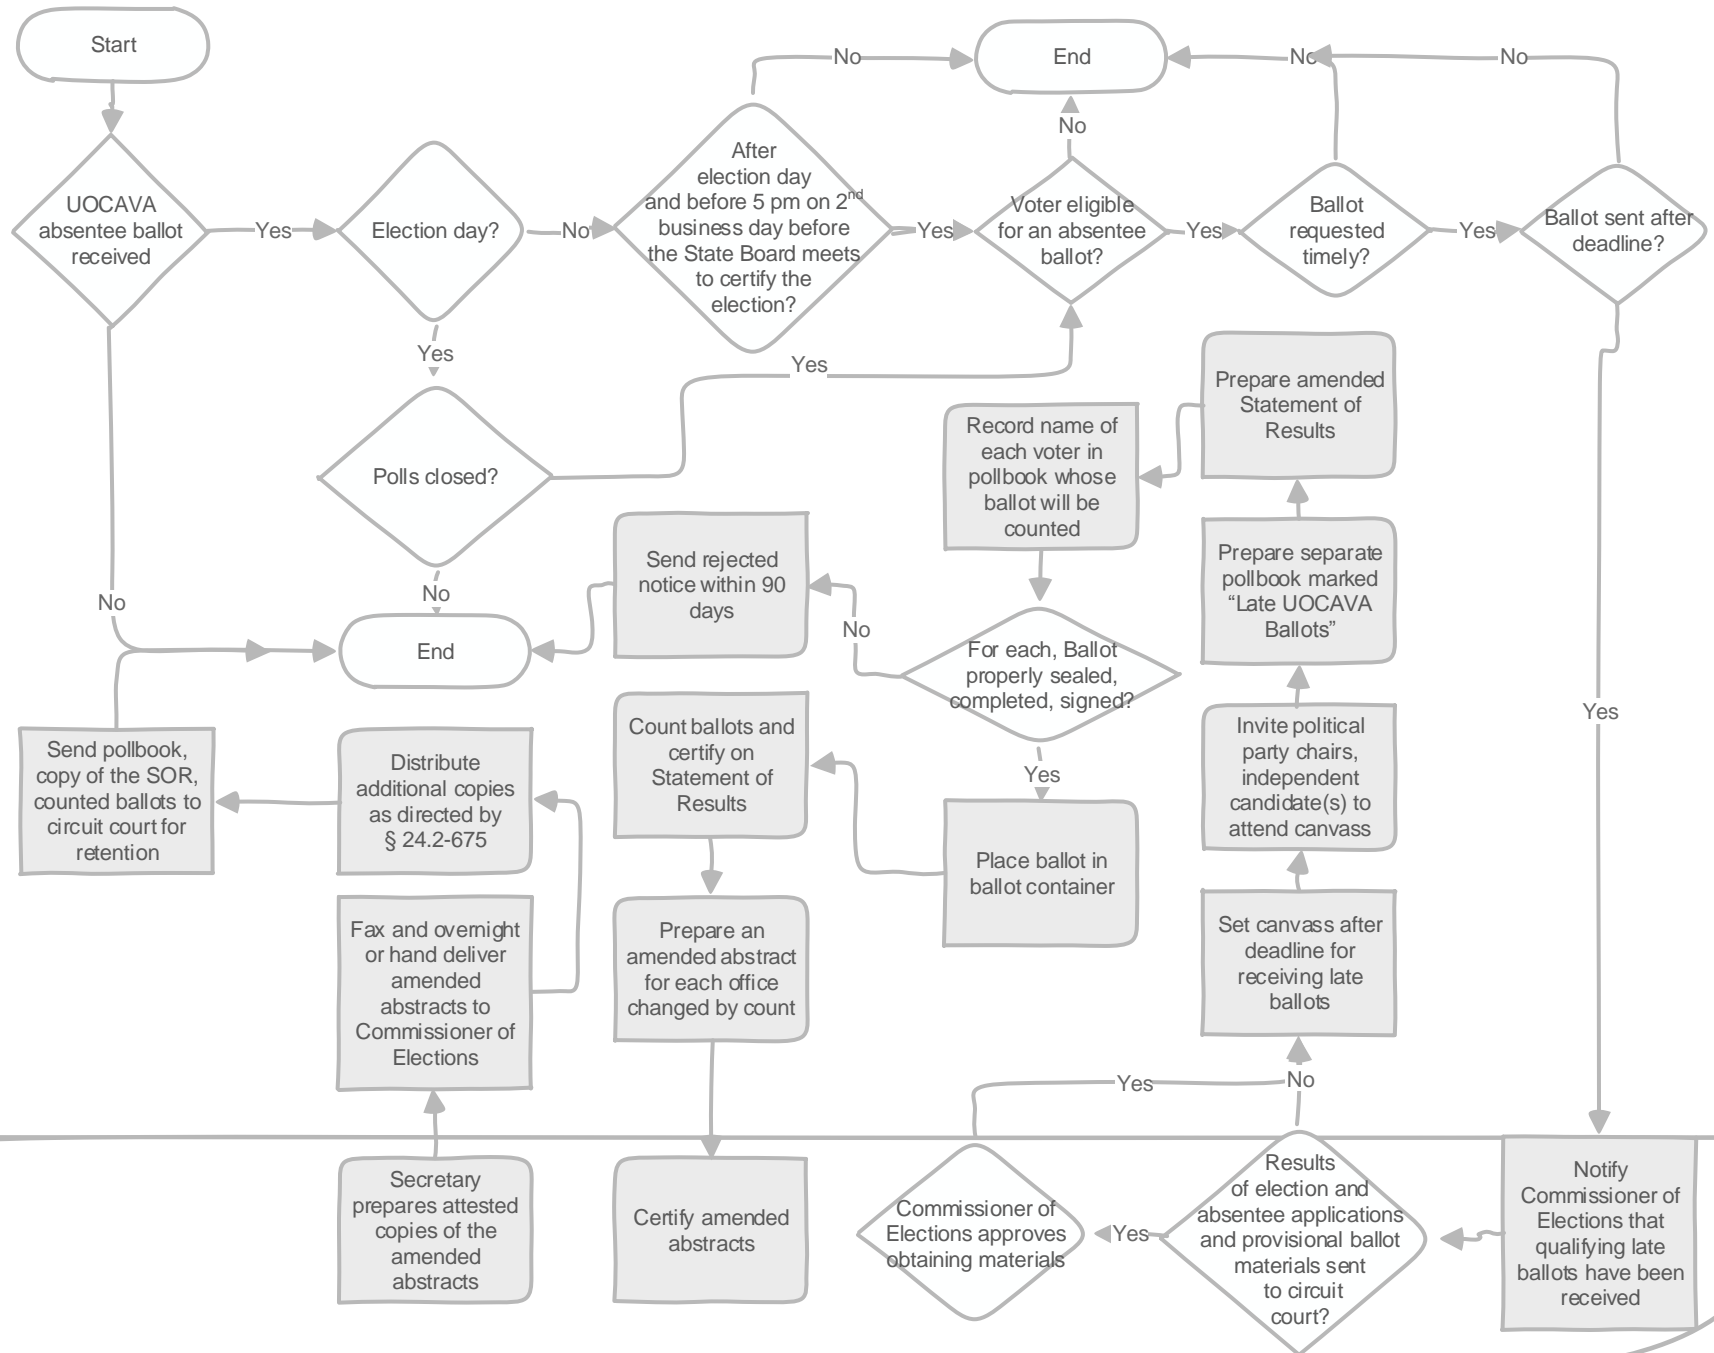 Start
End
No
No
No
UOCAVA
absentee ballot
received
Yes
Election day?
No
After
election day
and before 5 pm on 2nd
business day before
the State Board meets
to certify the
election?
Yes
No
Voter eligible
for an absentee
ballot?
Yes
Ballot
requested
timely?
Yes
Ballot sent after
deadline?
Yes
Yes
Polls closed?
No
No
End
Prepare amended
Statement of
Results
Record name of
each voter in
pollbook whose
ballot will be
counted
Send rejected
notice within 90
days
No
Prepare separate
pollbook marked
“Late UOCAVA
Ballots”
For each, Ballot
properly sealed,
completed, signed?
Yes
Yes
Invite political
party chairs,
independent
candidate(s) to
attend canvass
Count ballots and
certify on
Statement of
Results
Distribute
additional copies
as directed by
§ 24.2-675
Send pollbook,
copy of the SOR,
counted ballots to
circuit court for
retention
Place ballot in
ballot container
Set canvass after
deadline for
receiving late
ballots
Prepare an
amended abstract
for each office
changed by count
Fax and overnight
or hand deliver
amended
abstracts to
Commissioner of
Elections
Yes
No
Secretary
prepares attested
copies of the
amended
abstracts
Certify amended
abstracts
Commissioner of
Elections approves
obtaining materials
Yes
Results
of election and
absentee applications
and provisional ballot
materials sent
to circuit
court?
Notify
Commissioner of
Elections that
qualifying late
ballots have been
received